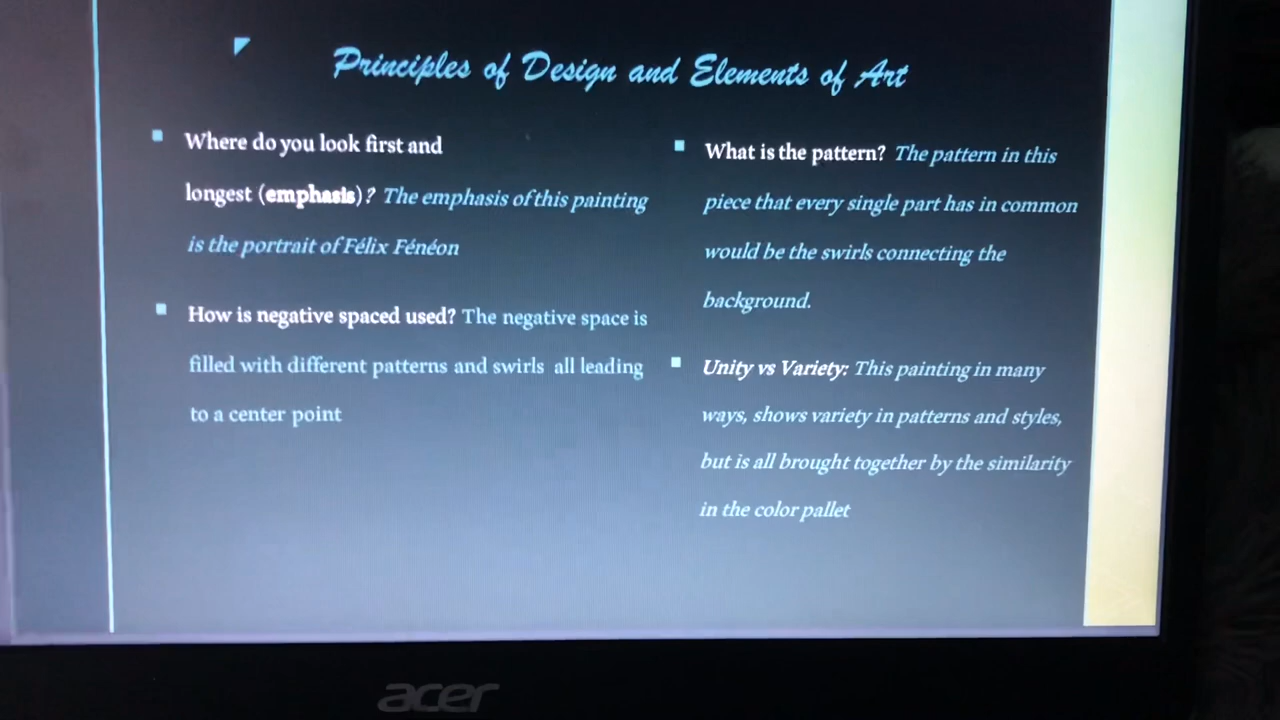 Principles of Design and Elements of Art
Where do you look first and
longest (emphasis)? The emphasis of this painting
is the portrait of Félix Fénéon
How is negative spaced used? The negative space is
filled with different patterns and swirls all leading
to a center point
What is the pattern? The pattern in this
piece that every single part has in common
would be the swirls connecting the
background.
Unity vs Variety: This painting in many
ways, shows variety in patterns and styles,
but is all brought together by the similarity
in the color pallet
acer